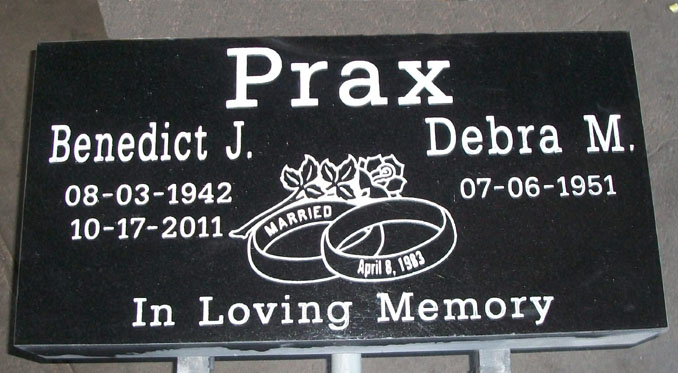 Prax
Benedict J.
08-03-1942
10-17-2011
Debra M.
07-06-1951
MARRIED
April 8, 1983
In Loving Memory